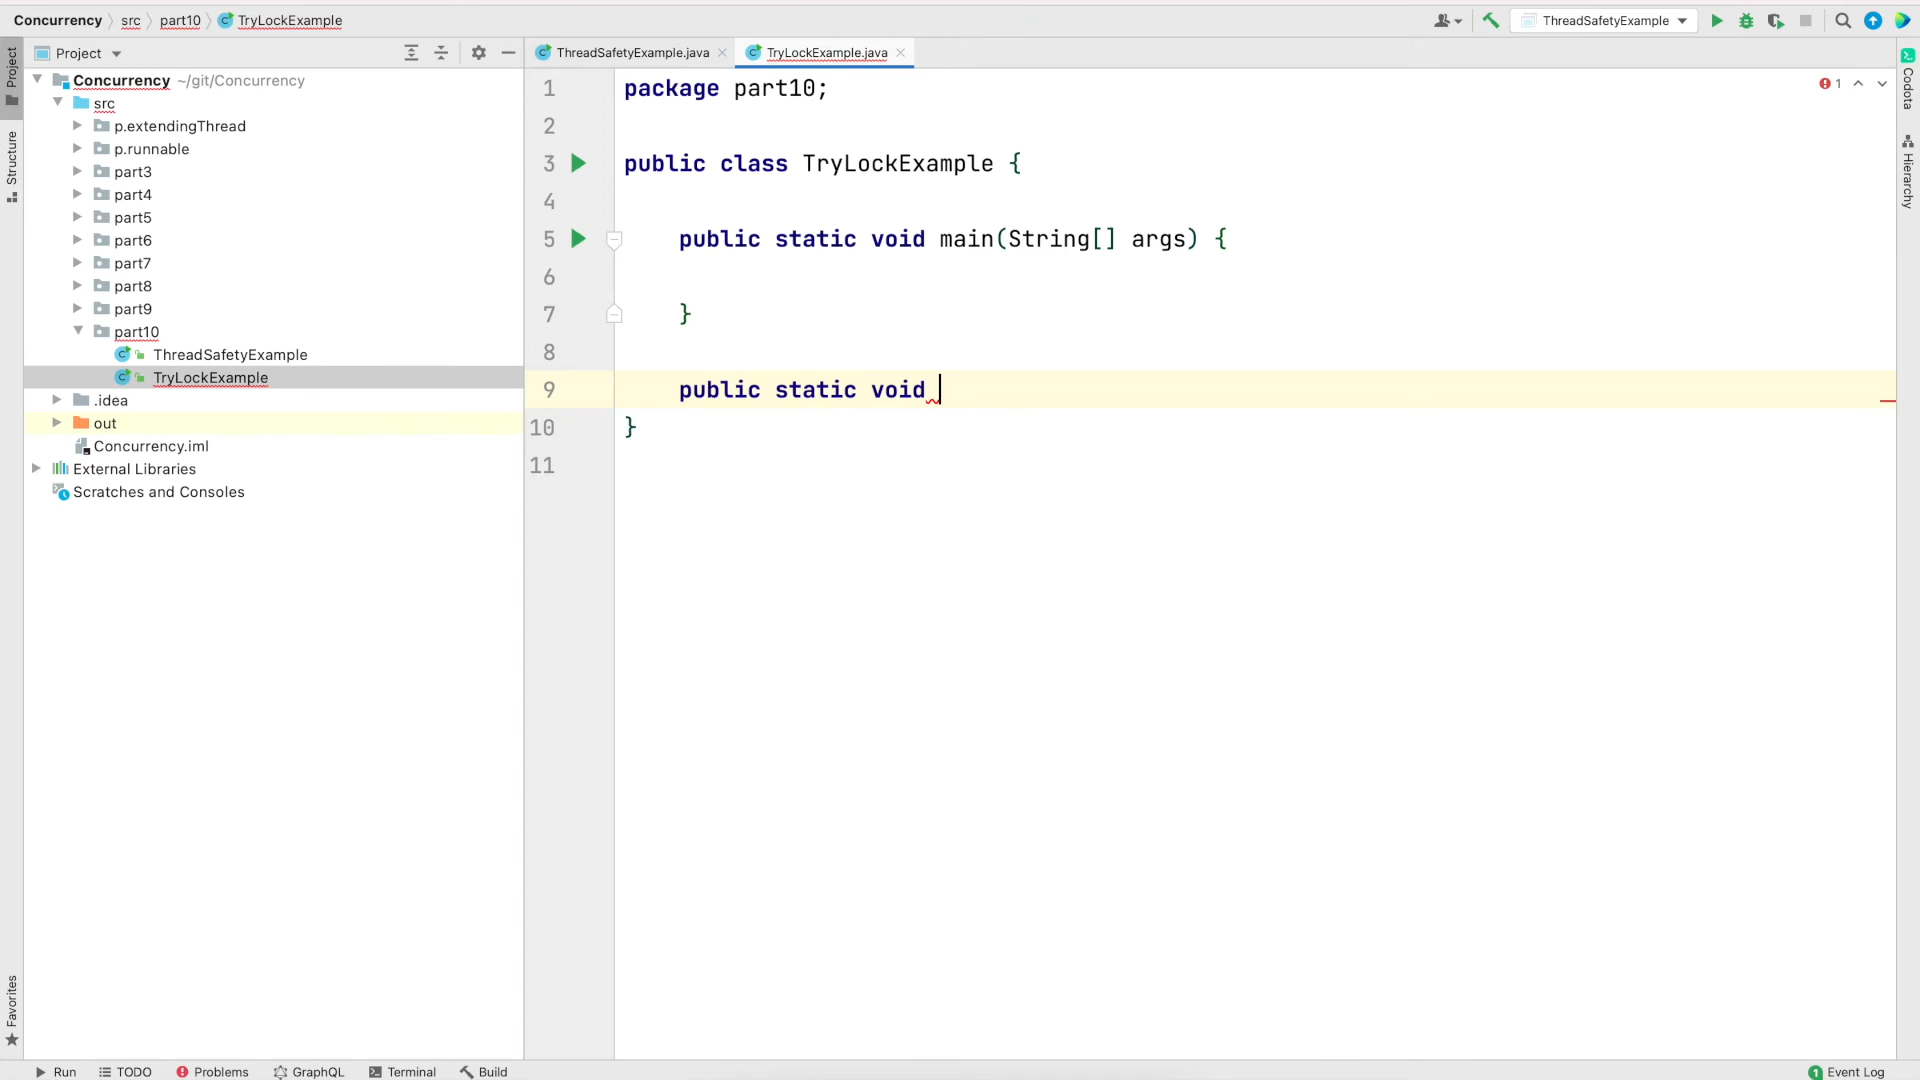 Concurrency src part10 TryLockExample
ThreadSafetyExample
Project
ThreadSafetyExample.java
TryLockExample.java
Project
Structure
Favorites
Concurrency ~/git/Concurrency
src
p.extendingThread
p.runnable
part3
part4
part5
part6
part7
part8
part9
part10
ThreadSafetyExample
TryLockExample
.idea
out
Concurrency.iml
External Libraries
Scratches and Consoles
1 package part10;
2
3 public class TryLockExample {
4
5 public static void main(String[] args) {
6
7 }
8
9 public static void
10 }
11
1
Codota
Hierarchy
Run TODO Problems GraphQL Terminal Build
1 Event Log